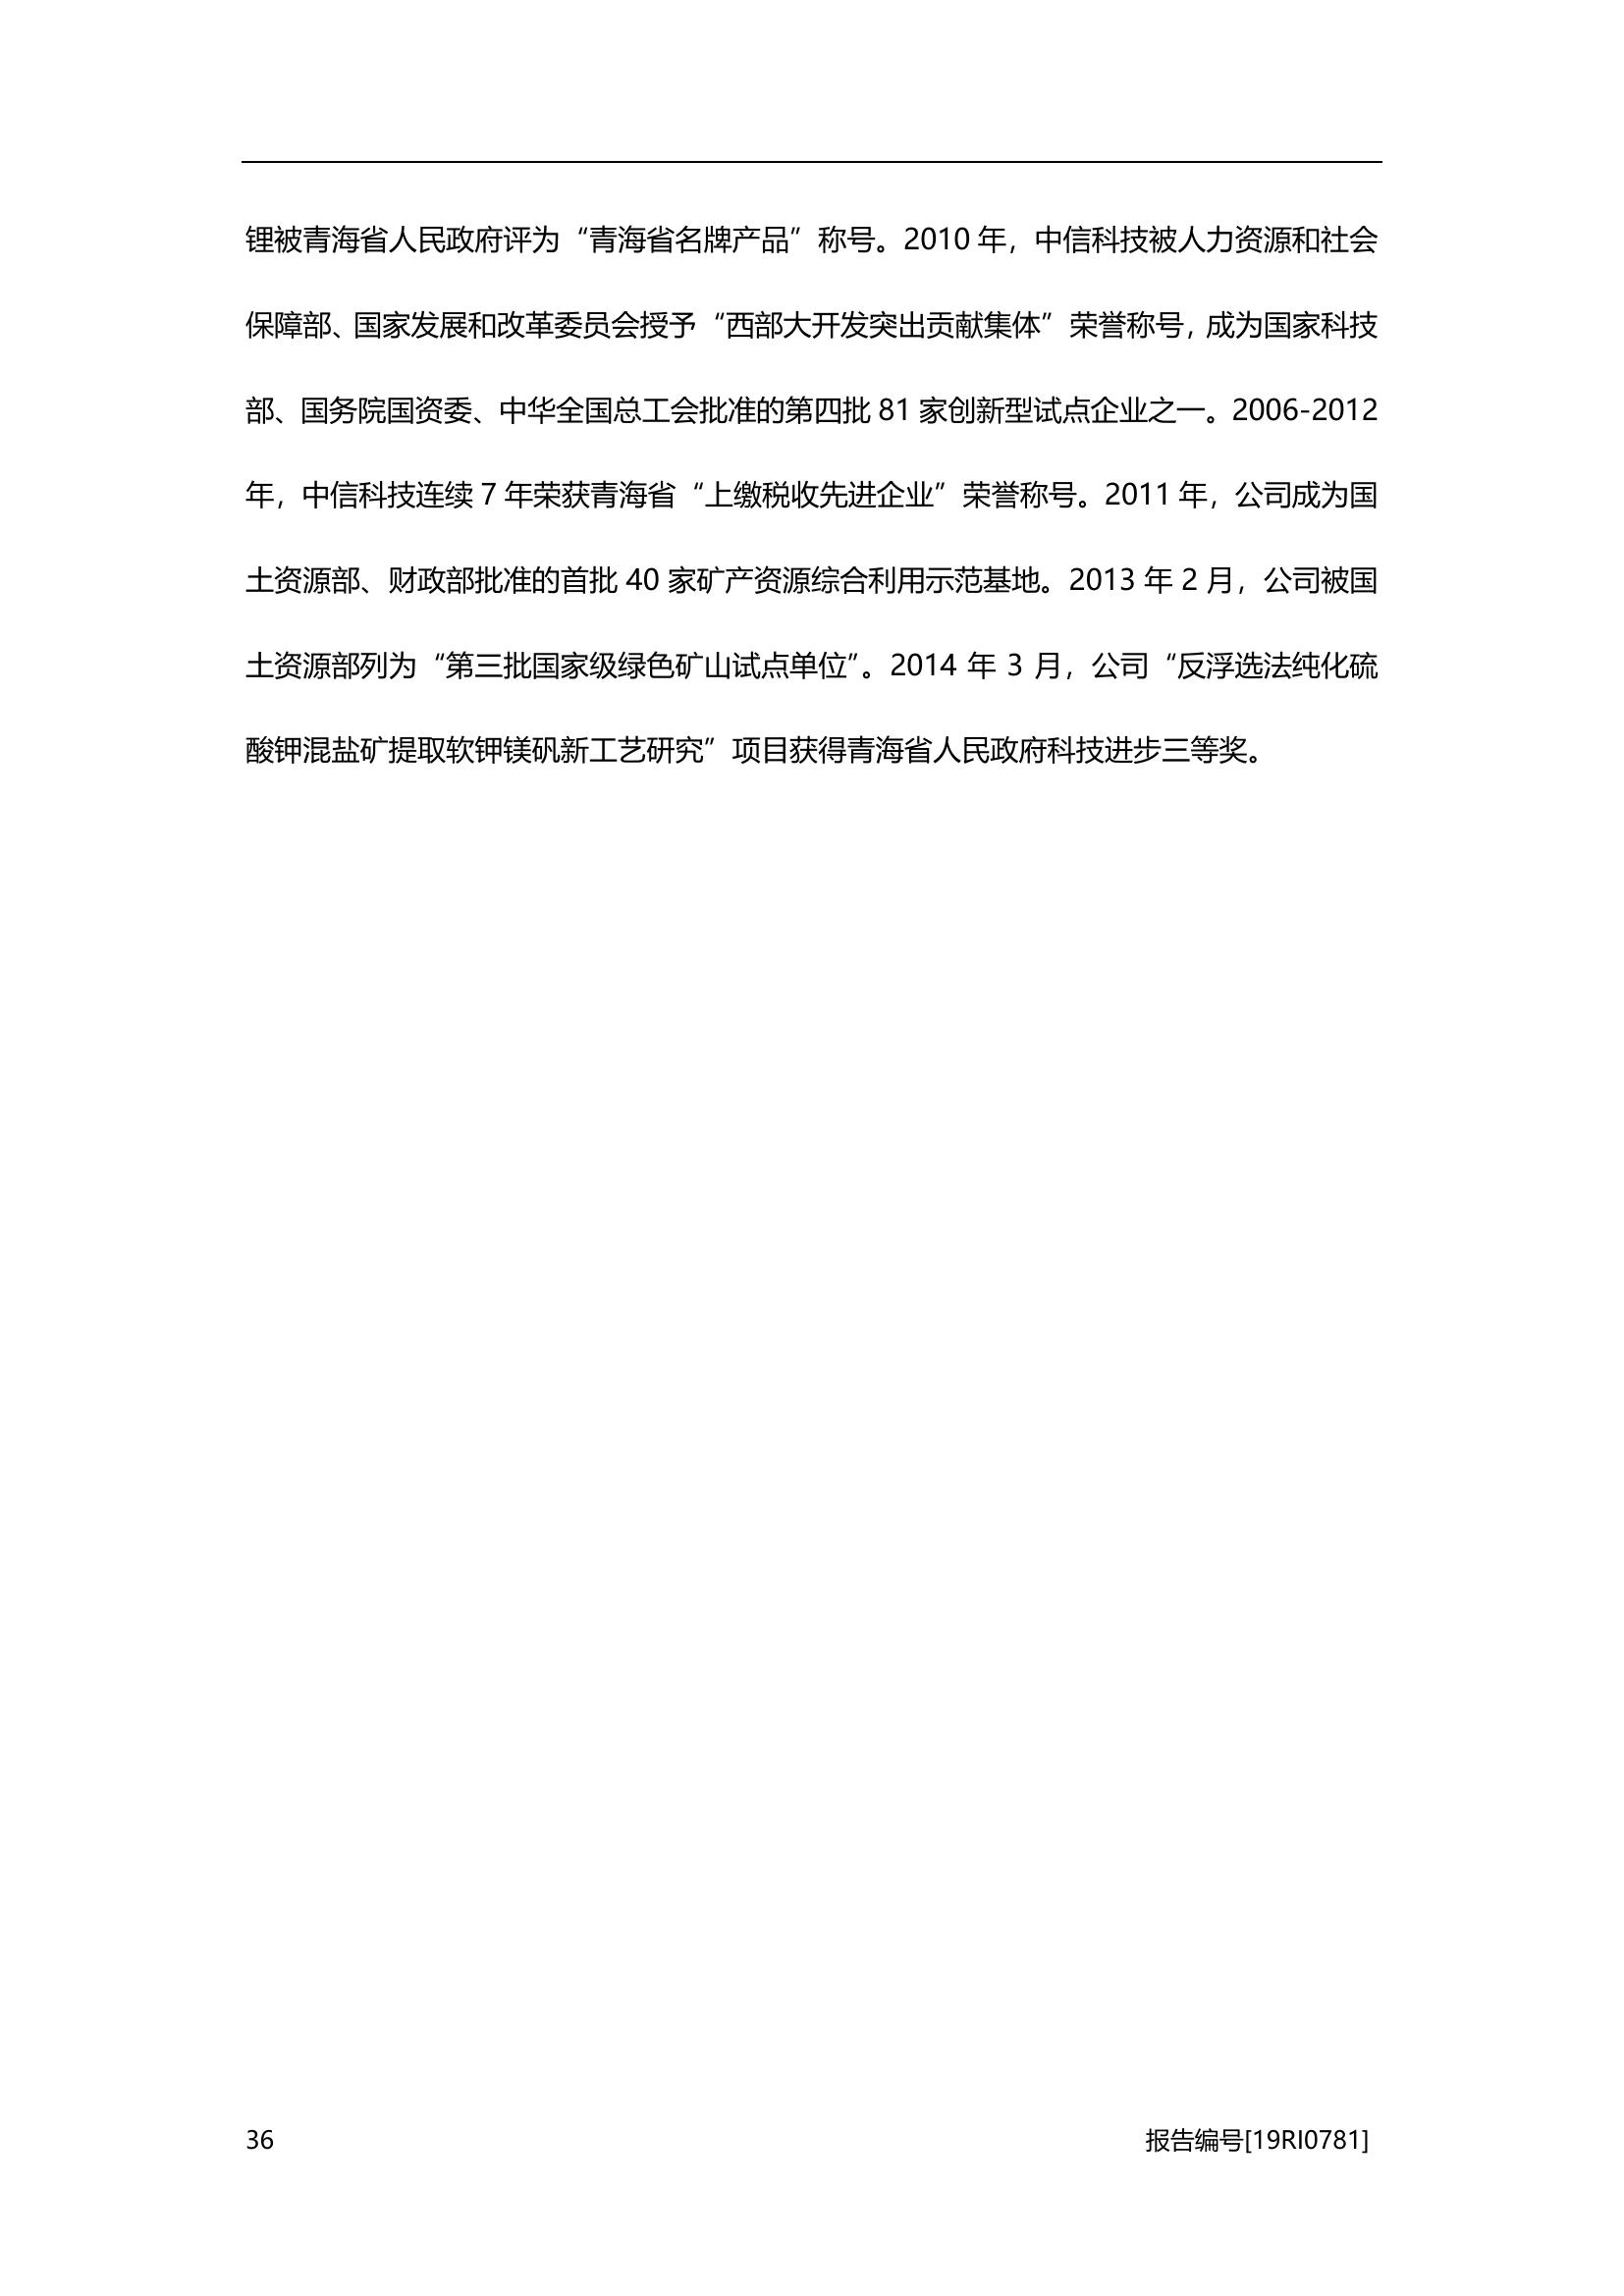 锂被青海省人民政府评为“青海省名牌产品”称号。2010 年，中信科技被人力资源和社会
保障部、国家发展和改革委员会授予“西部大开发突出贡献集体”荣誉称号，成为国家科技
部、国务院国资委、中华全国总工会批准的第四批 81 家创新型试点企业之一。2006-2012
年，中信科技连续 7 年荣获青海省“上缴税收先进企业”荣誉称号。2011 年，公司成为国
土资源部、财政部批准的首批 40 家矿产资源综合利用示范基地。2013 年 2 月，公司被国
土资源部列为“第三批国家级绿色矿山试点单位”。2014 年 3 月，公司“反浮选法纯化硫
酸钾混盐矿提取软钾镁矾新工艺研究”项目获得青海省人民政府科技进步三等奖。
36 报告编号[19RI0781]